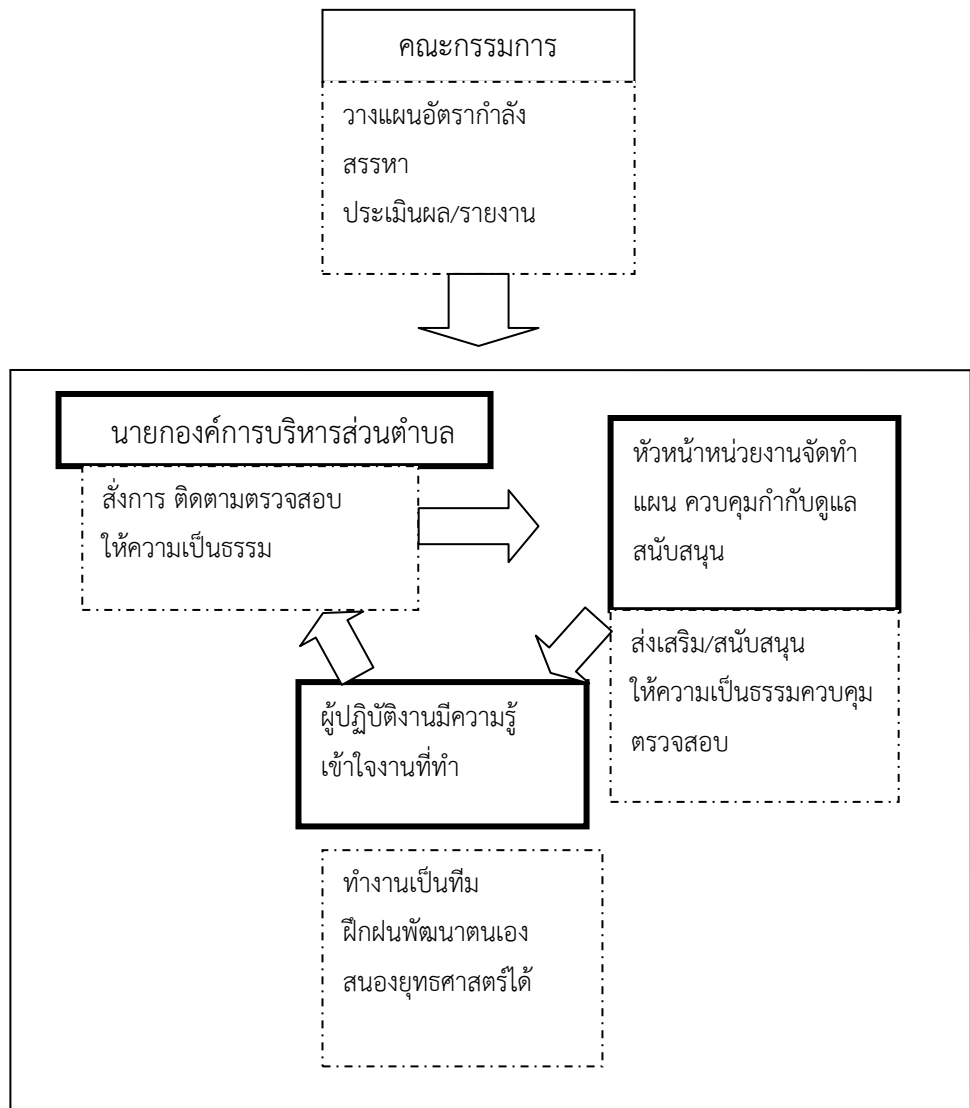 คณะกรรมการ
วางแผนอัตรากำลัง
สรรหา
ประเมินผล/รายงาน
นายกองค์การบริหารส่วนตำบล
สั่งการ ติดตามตรวจสอบ
ให้ความเป็นธรรม
หัวหน้าหน่วยงานจัดทำ
แผน ควบคุมกำกับดูแล
สนับสนุน
ส่งเสริม/สนับสนุน
ให้ความเป็นธรรมควบคุม
ตรวจสอบ
ผู้ปฏิบัติงานมีความรู้
เข้าใจงานที่ทำ
ทำงานเป็นทีม
ฝึกฝนพัฒนาตนเอง
สนองยุทธศาสตร์ได้